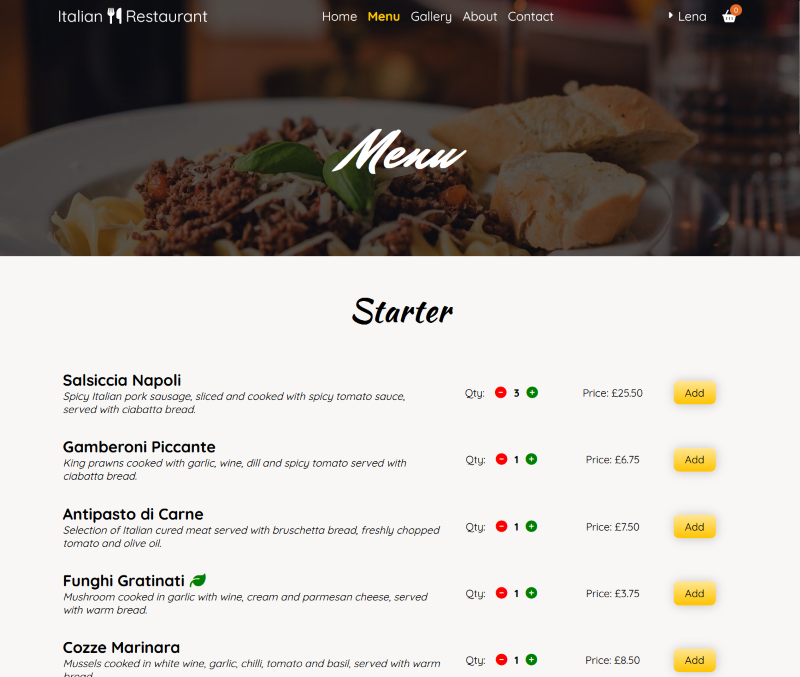 Italian Restaurant Home Menu Gallery About Contact Lena 0
Menu
Starter
Salsiccia Napoli
Spicy Italian pork sausage, sliced and cooked with spicy tomato sauce,
served with ciabatta bread.
Qty: 3 Price: £25.50 Add
Gamberoni Piccante
King prawns cooked with garlic, wine, dill and spicy tomato served with
ciabatta bread.
Qty: 1 Price: £6.75 Add
Antipasto di Carne
Selection of Italian cured meat served with bruschetta bread, freshly chopped
tomato and olive oil.
Qty: 1 Price: £7.50 Add
Funghi Gratinati
Mushroom cooked in garlic with wine, cream and parmesan cheese, served
with warm bread.
Qty: 1 Price: £3.75 Add
Cozze Marinara
Mussels cooked in white wine, garlic, chilli, tomato and basil, served with warm
bread.
Qty: 1 Price: £8.50 Add